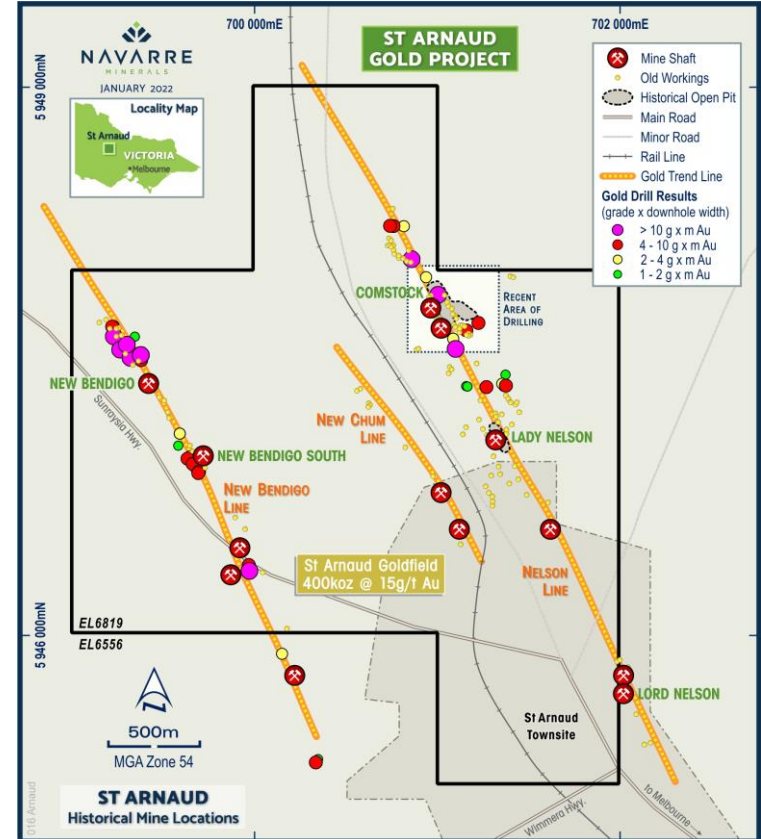 700 000mE
702 000mE
5 949 000mN
5 946 000mN
NAVARRE
MINERALS
JANUARY 2022
Locality Map
St Arnaud
VICTORIA
Melbourne
ST ARNAUD
GOLD PROJECT
Mine Shaft
Old Workings
Historical Open Pit
Main Road
Minor Road
Rail Line
Gold Trend Line
Gold Drill Results
(grade x downhole width)
> 10 g x m Au
4 - 10 g x m Au
2 - 4 g x m Au
1 - 2 g x m Au
COMSTOCK
RECENT
AREA OF
DRILLING
NEW BENDIGO
Sunraysia Hwy.
NEW CHUM
LINE
LADY NELSON
NEW BENDIGO SOUTH
NEW BENDIGO
LINE
St Arnaud Goldfield
400koz @ 15g/t Au
NELSON
LINE
EL6819
EL6556
LORD NELSON
St Arnaud
Townsite
500m
MGA Zone 54
ST ARNAUD
Historical Mine Locations
Wimmera Hwy.
to Melbourne
016 Arnaud